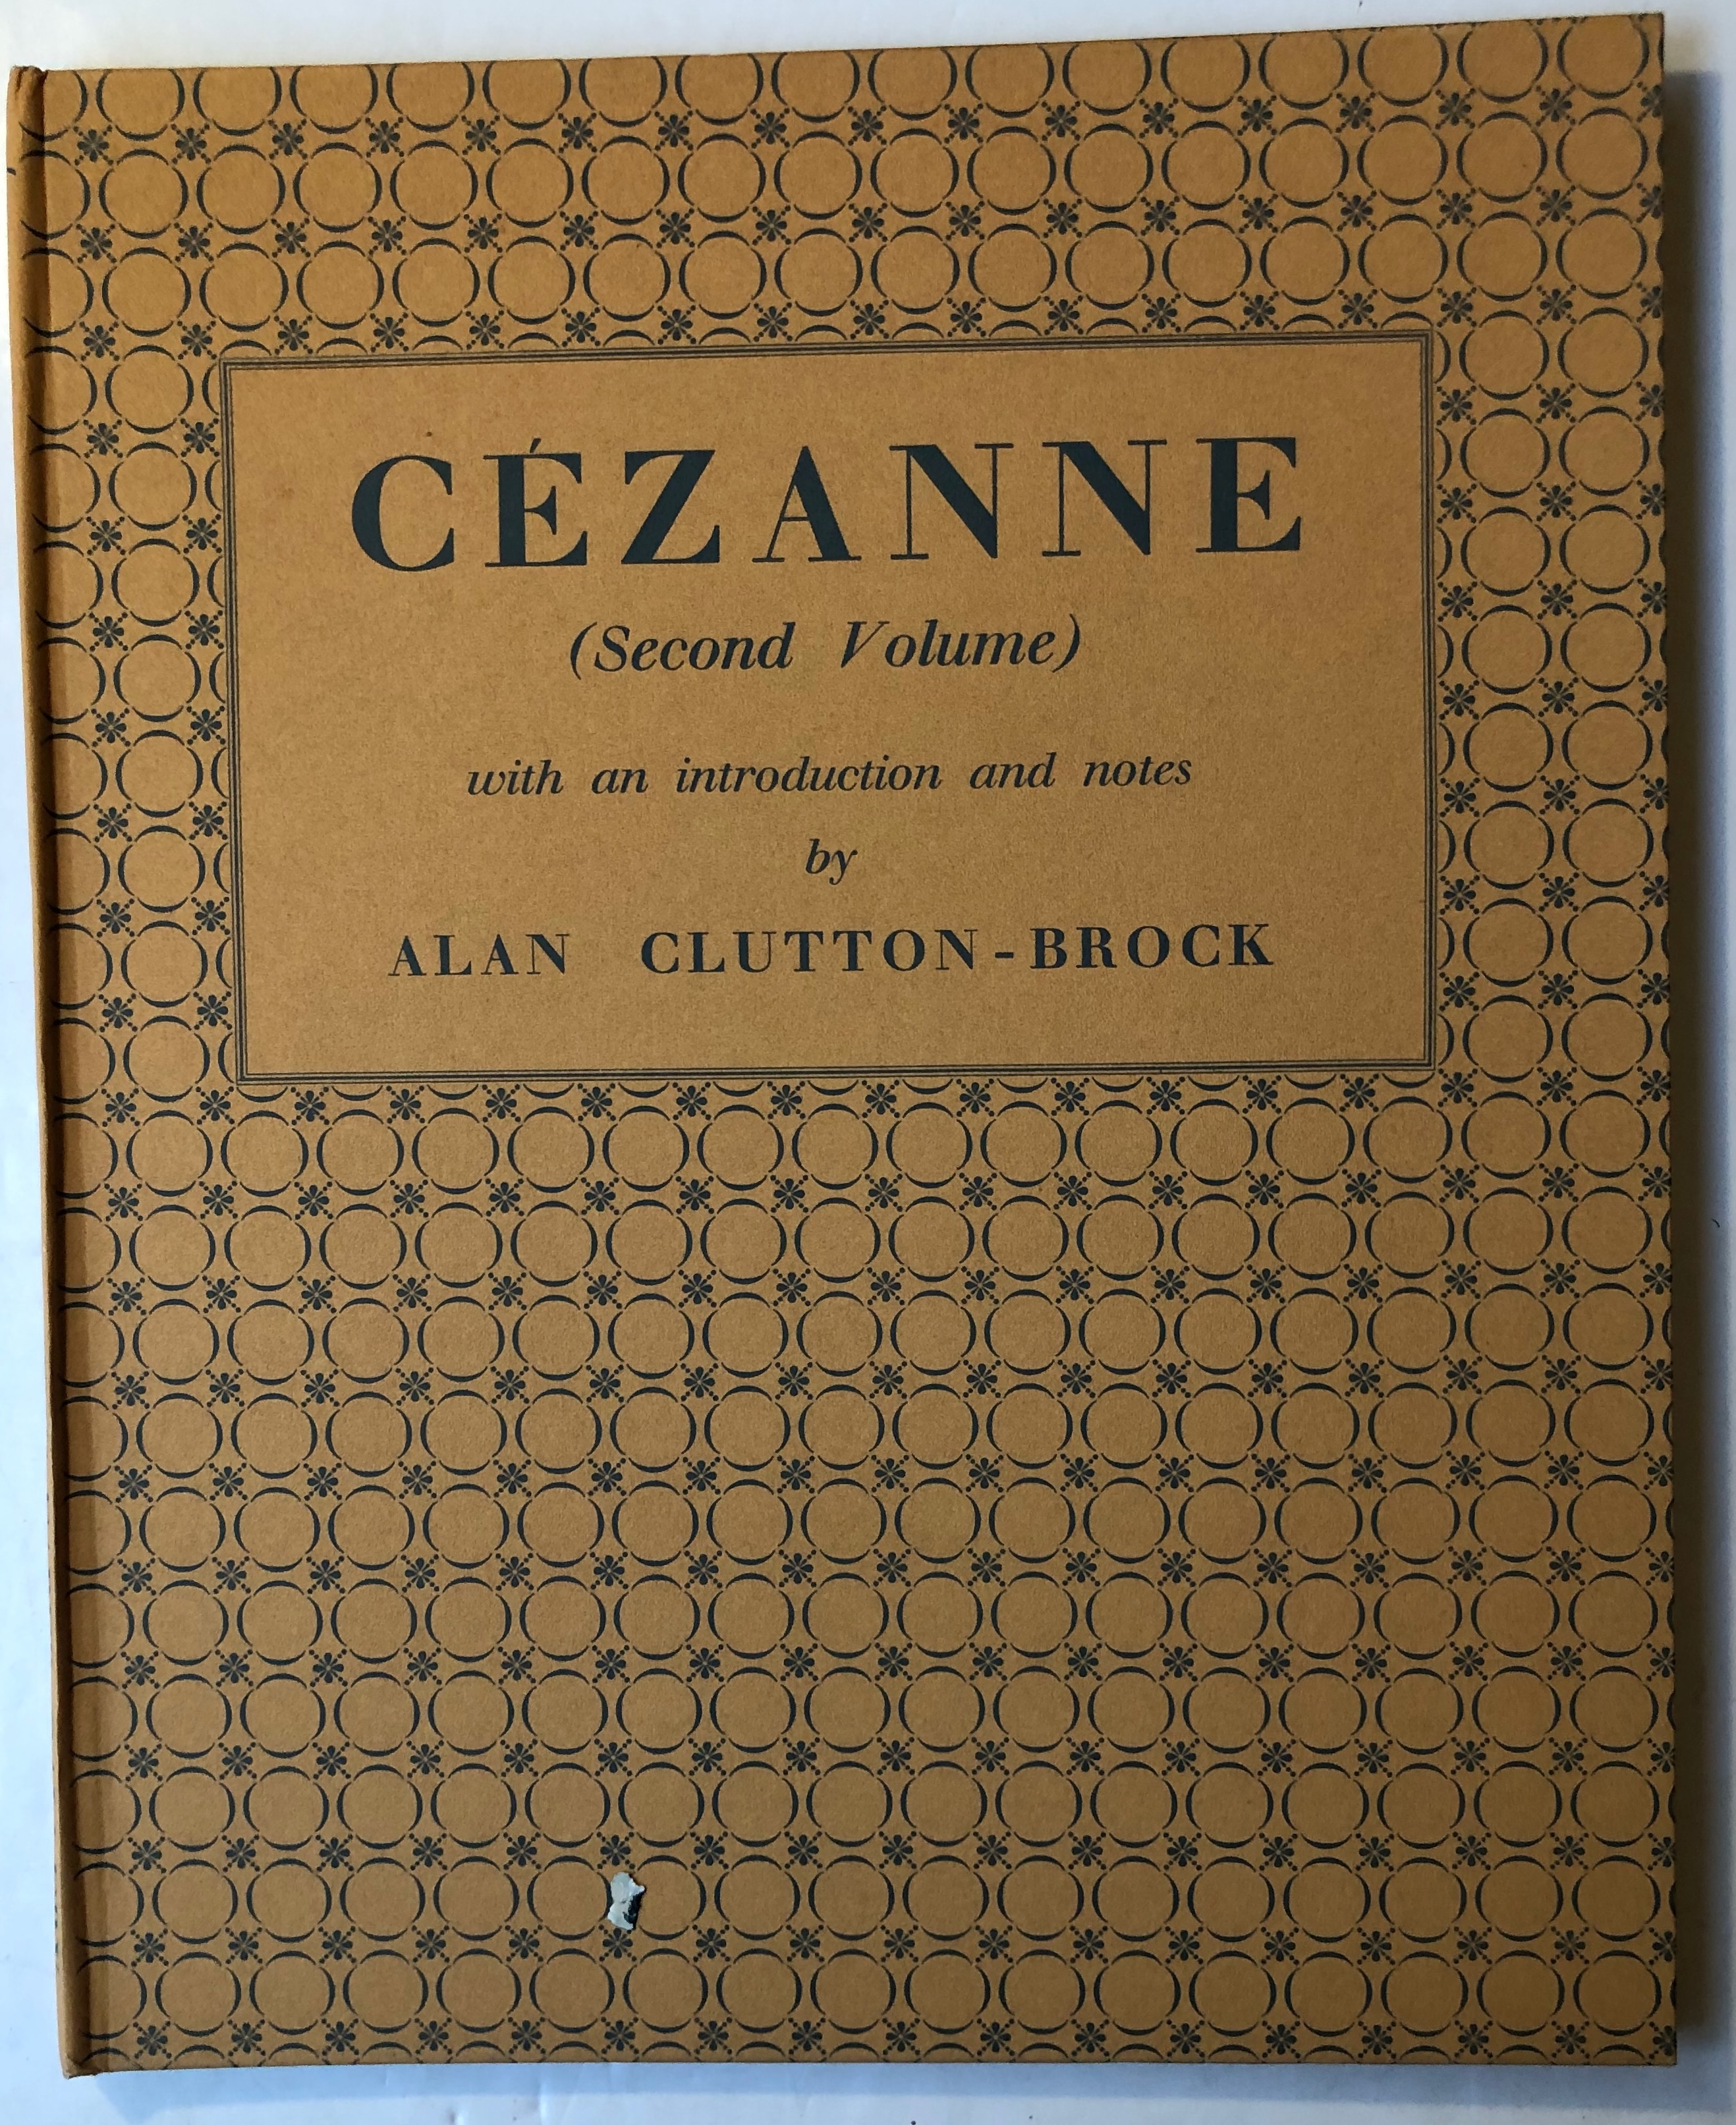 CÉZANNE
(Second Volume)
with an introduction and notes
by
ALAN CLUTTON-BROCK